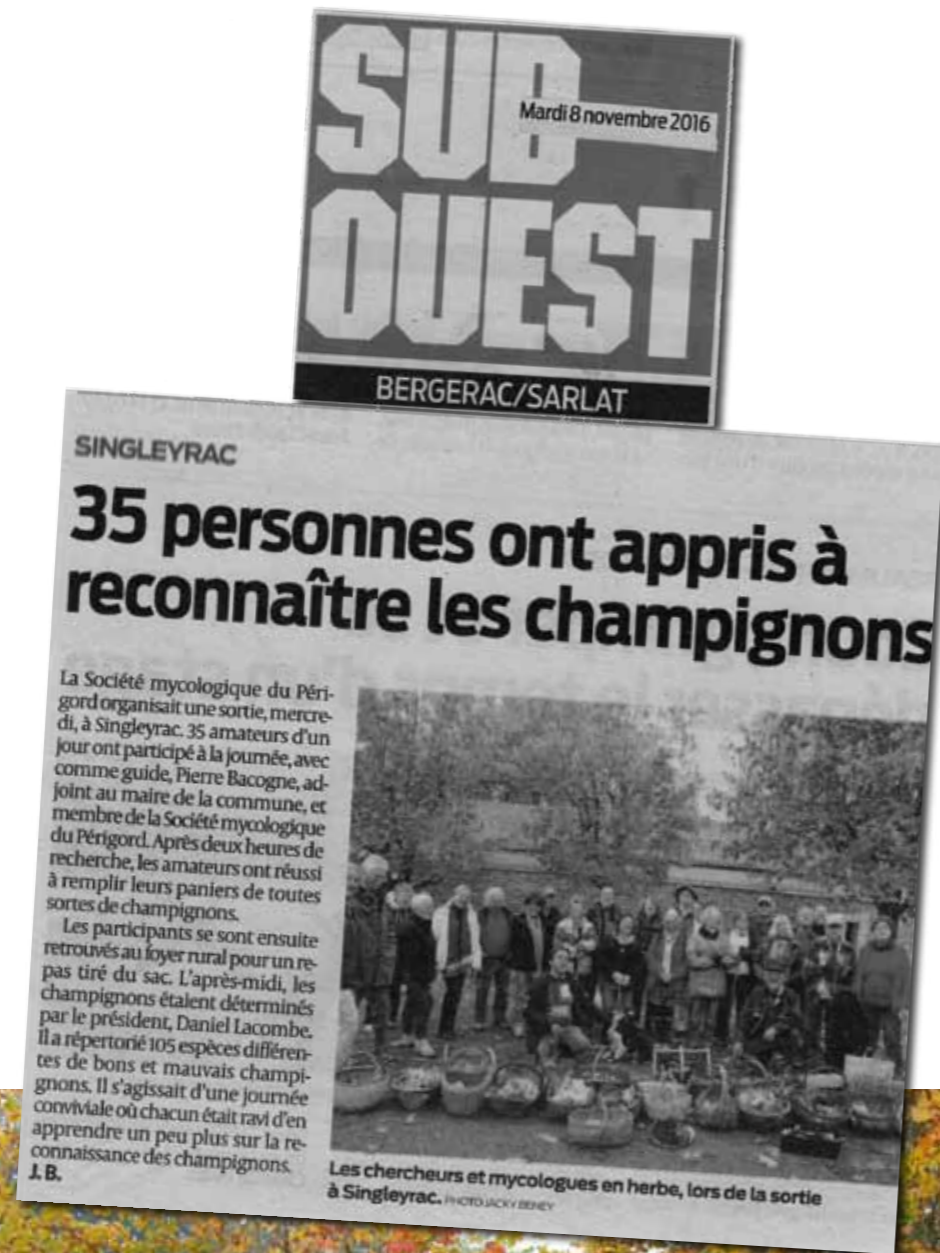 SUD
Mardi 8 novembre 2016
OUEST
BERGERAC/SARLAT
SINGLEYRAC
35 personnes ont appris à
reconnaître les champignons
La Société mycologique du Péri-
gord organisait une sortie, mercre-
di, à Singleyrac. 35 amateurs d'un
jour ont participé à la journée, avec
comme guide, Pierre Bacogne, ad-
joint au maire de la commune, et
membre de la Société mycologique
du Périgord. Après deux heures de
recherche, les amateurs ont réussi
à remplir leurs paniers de toutes
sortes de champignons.
Les participants se sont ensuite
retrouvés au foyer rural pour un re-
pas tiré du sac. L'après-midi, les
champignons étaient déterminés
par le président, Daniel Lacombe.
Il a répertorié 105 espèces différen-
tes de bons et mauvais champi-
gnons. Il s'agissait d'une journée
conviviale où chacun était ravi d'en
apprendre un peu plus sur la re-
connaissance des champignons.
J. B.
Les chercheurs et mycologues en herbe, lors de la sortie
à Singleyrac. PHOTO JACKY BENEY